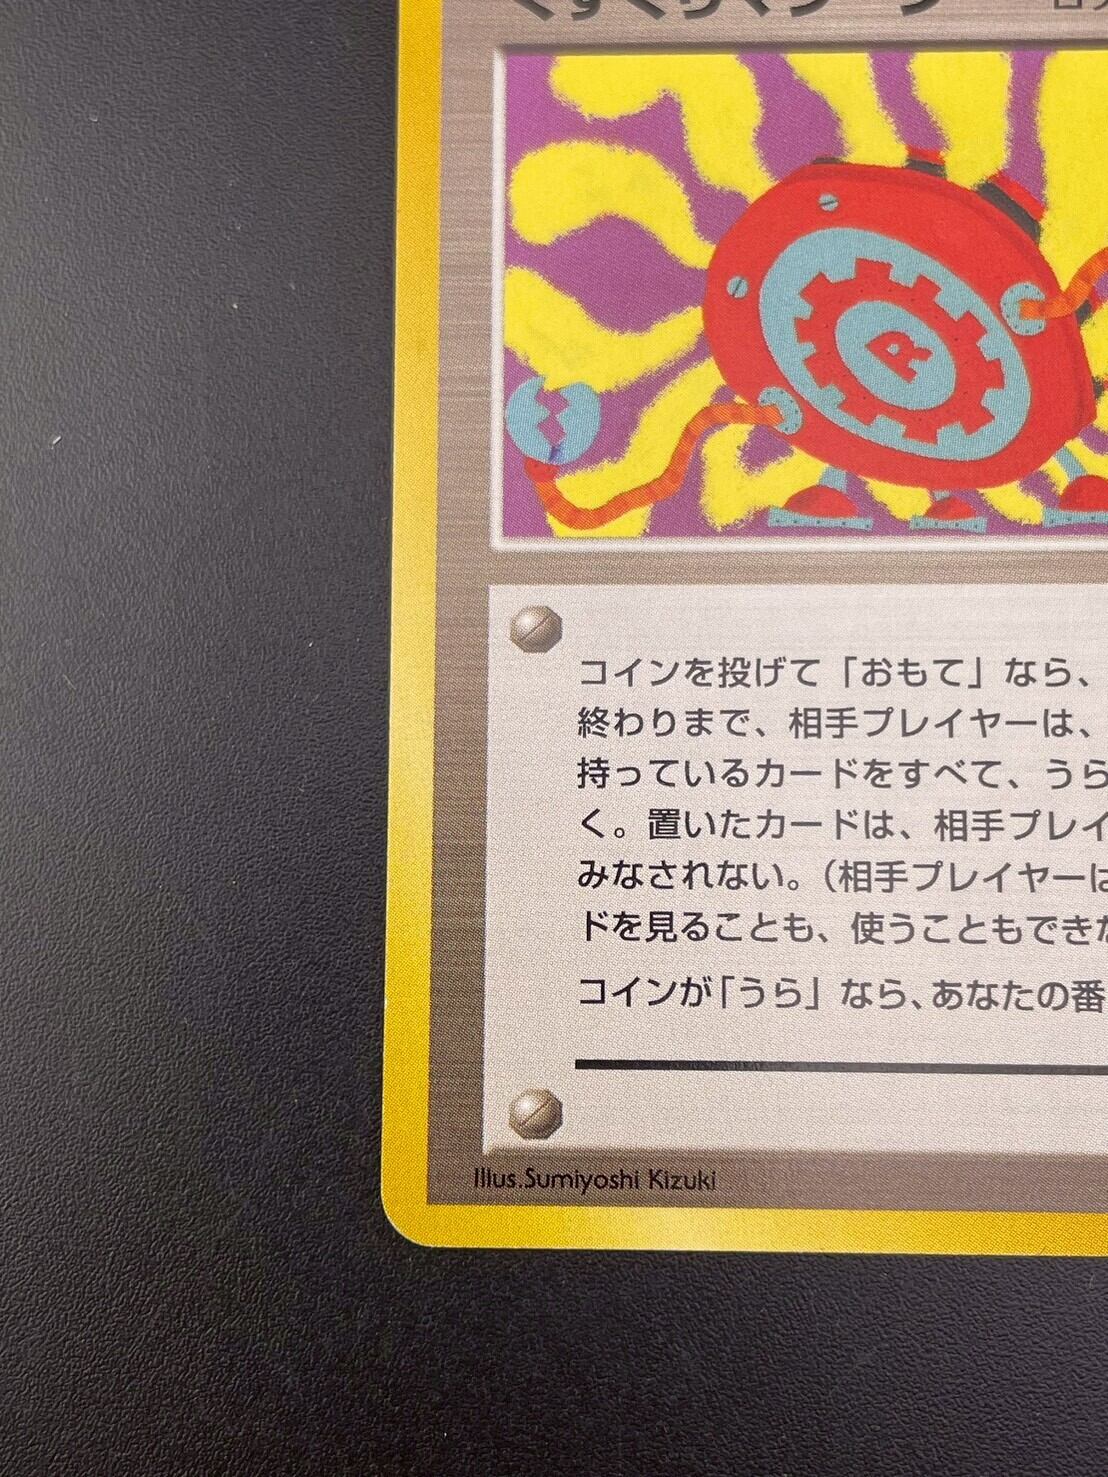 R
コインを投げて「おもて」なら、
終わりまで、相手プレイヤーは、
持っているカードをすべて、うら
く。置いたカードは、相手プレイ
みなされない。（相手プレイヤーは
ドを見ることも、使うこともできた
コインが「うら」なら、あなたの番
Illus.Sumiyoshi Kizuki